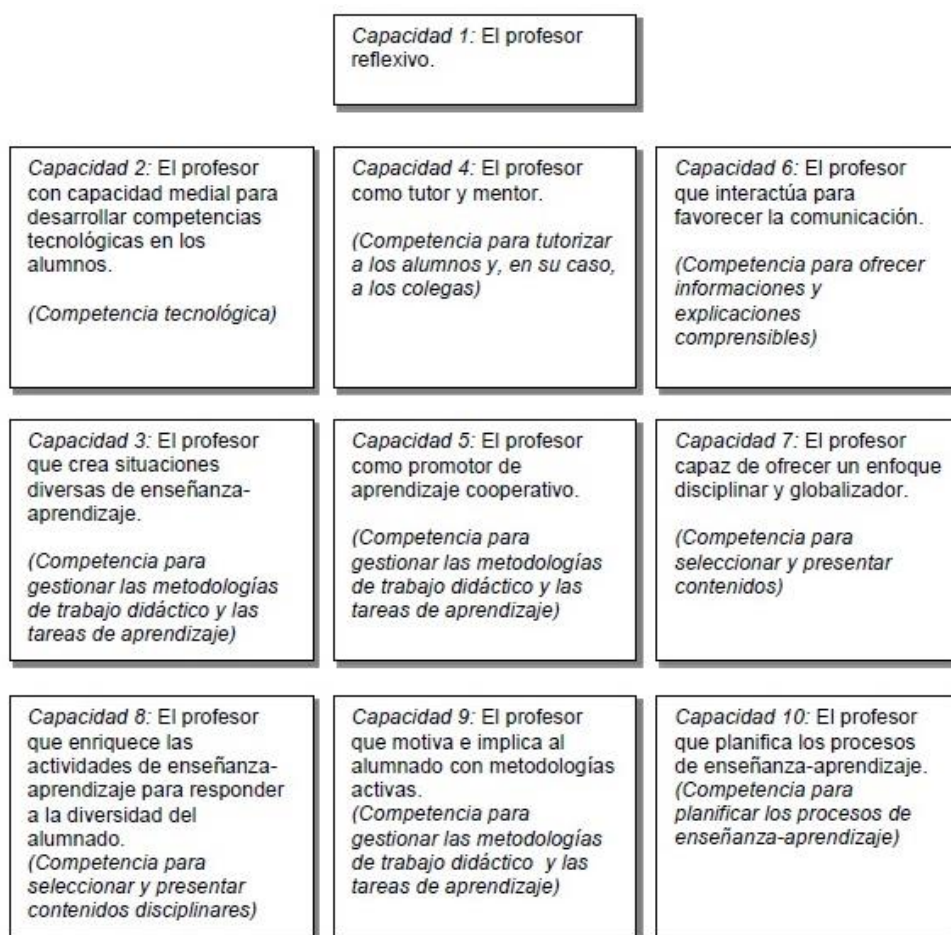 Capacidad 1: El profesor
reflexivo.
Capacidad 2: El profesor
con capacidad medial para
desarrollar competencias
tecnológicas en los
alumnos.
(Competencia tecnológica)
Capacidad 4: El profesor
como tutor y mentor.
(Competencia para tutorizar
a los alumnos y, en su caso,
a los colegas)
Capacidad 6: El profesor
que interactúa para
favorecer la comunicación.
(Competencia para ofrecer
informaciones y
explicaciones
comprensibles)
Capacidad 3: El profesor
que crea situaciones
diversas de enseñanza-
aprendizaje.
(Competencia para
gestionar las metodologías
de trabajo didáctico y las
tareas de aprendizaje)
Capacidad 5: El profesor
como promotor de
aprendizaje cooperativo.
(Competencia para
gestionar las metodologías
de trabajo didáctico y las
tareas de aprendizaje)
Capacidad 7: El profesor
capaz de ofrecer un enfoque
disciplinar y globalizador.
(Competencia para
seleccionar y presentar
contenidos)
Capacidad 8: El profesor
que enriquece las
actividades de enseñanza-
aprendizaje para responder
a la diversidad del
alumnado.
(Competencia para
seleccionar y presentar
contenidos disciplinares)
Capacidad 9: El profesor
que motiva e implica al
alumnado con metodologías
activas.
(Competencia para
gestionar las metodologías
de trabajo didáctico y las
tareas de aprendizaje)
Capacidad 10: El profesor
que planifica los procesos
de enseñanza-aprendizaje.
(Competencia para
planificar los procesos de
enseñanza-aprendizaje)